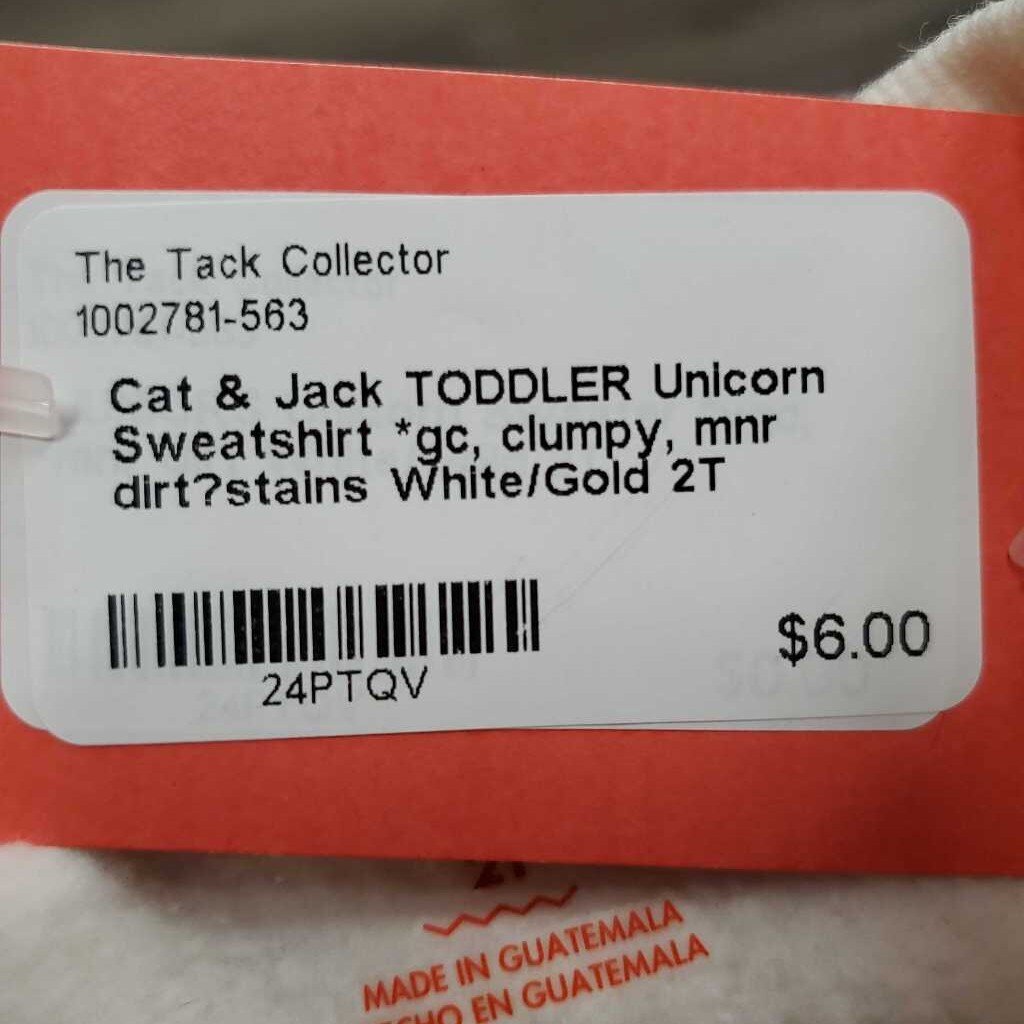 The Tack Collector
1002781-563
Cat & Jack TODDLER Unicorn
Sweatshirt *gc, clumpy, mnr
dirt?stains White/Gold 2T
24PTQV
$6.00
MADE IN GUATEMALA
EN GUATEMALA